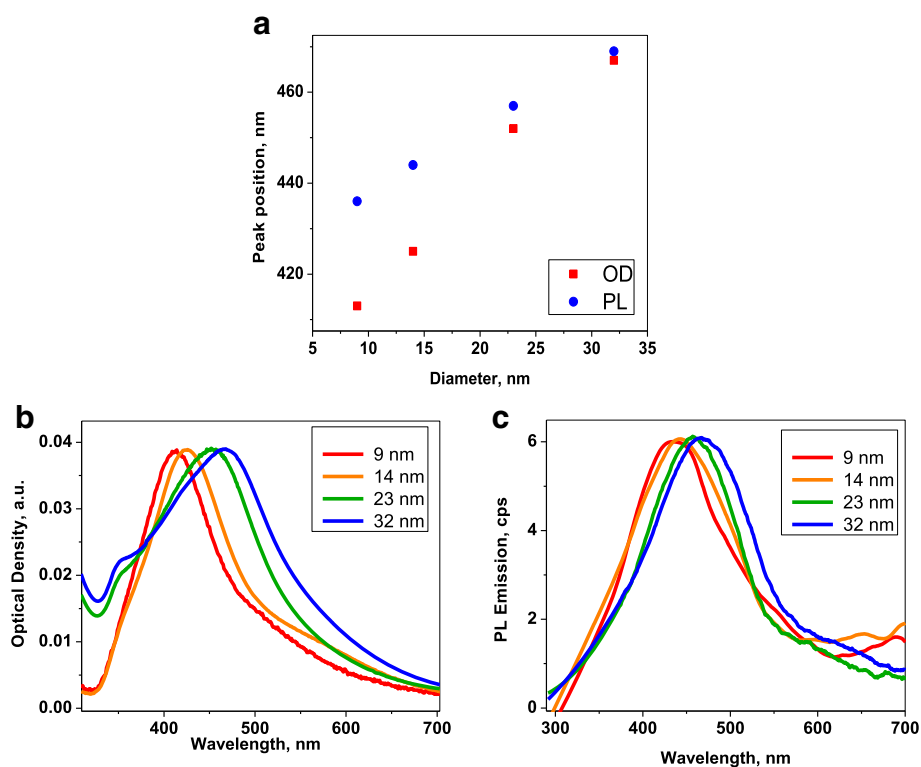 a
Peak position, nm
460
440
420
5 10 15 20 25 30 35
Diameter, nm
OD
PL
b
Optical Density, a.u.
0.04
0.03
0.02
0.01
0.00
400 500 600 700
Wavelength, nm
9 nm
14 nm
23 nm
32 nm
c
PL Emission, cps
6
4
2
0
300 400 500 600 700
Wavelength, nm
9 nm
14 nm
23 nm
32 nm